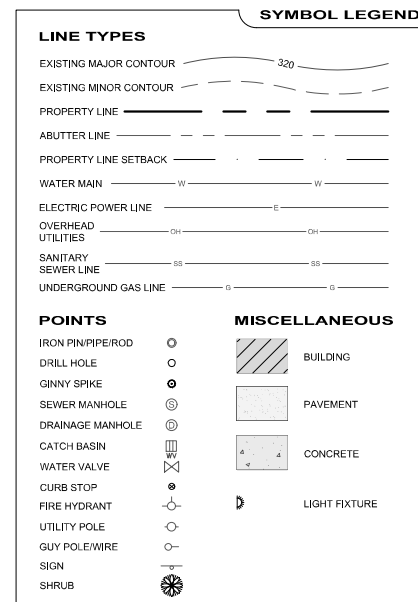 SYMBOL LEGEND
LINE TYPES
EXISTING MAJOR CONTOUR 320
EXISTING MINOR CONTOUR
PROPERTY LINE
ABUTTER LINE
PROPERTY LINE SETBACK
WATER MAIN W W
ELECTRIC POWER LINE E
OVERHEAD
UTILITIES OH OH
SANITARY
SEWER LINE SS SS
UNDERGROUND GAS LINE G G
POINTS
IRON PIN/PIPE/ROD
DRILL HOLE
GINNY SPIKE
SEWER MANHOLE S
DRAINAGE MANHOLE D
CATCH BASIN
WATER VALVE WV
CURB STOP
FIRE HYDRANT
UTILITY POLE
GUY POLE/WIRE
SIGN
SHRUB
MISCELLANEOUS
BUILDING
PAVEMENT
CONCRETE
LIGHT FIXTURE